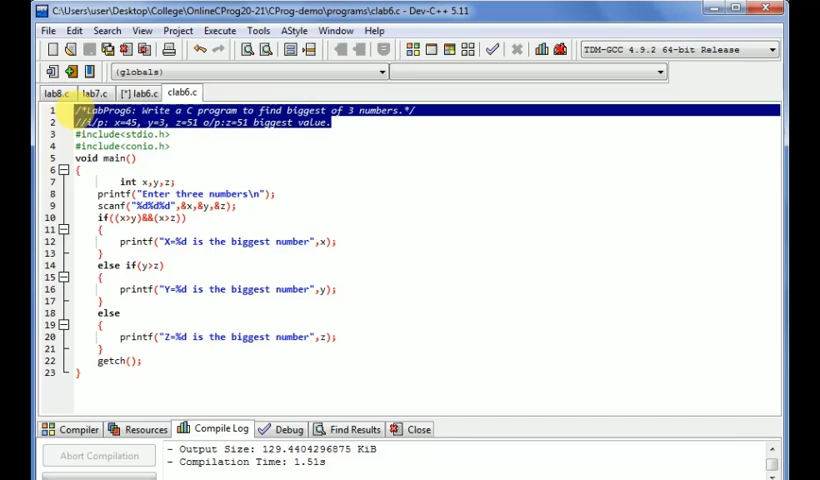 C:\Users\user\Desktop\College\OnlineCProg20-21\CProg-demo\programs\clab6.c - Dev-C++ 5.11
File Edit Search View Project Execute Tools AStyle Window Help
TDM-GCC 4.9.2 64-bit Release
(globals)
lab8.c lab7.c [*] lab6.c clab6.c
1 /*LabProg6: Write a C program to find biggest of 3 numbers.*/
2 //i/p: x=45, y=3, z=51 o/p:z=51 biggest value.
3 #include<stdio.h>
4 #include<conio.h>
5 void main()
6 {
7 int x,y,z;
8 printf("Enter three numbers\n");
9 scanf("%d%d%d",&x,&y,&z);
10 if((x>y)&&(x>z))
11 {
12 printf("X=%d is the biggest number",x);
13 }
14 else if(y>z)
15 {
16 printf("Y=%d is the biggest number",y);
17 }
18 else
19 {
20 printf("Z=%d is the biggest number",z);
21 }
22 getch();
23 }
Compiler Resources Compile Log Debug Find Results Close
Abort Compilation
- Output Size: 129.4404296875 KiB
- Compilation Time: 1.51s